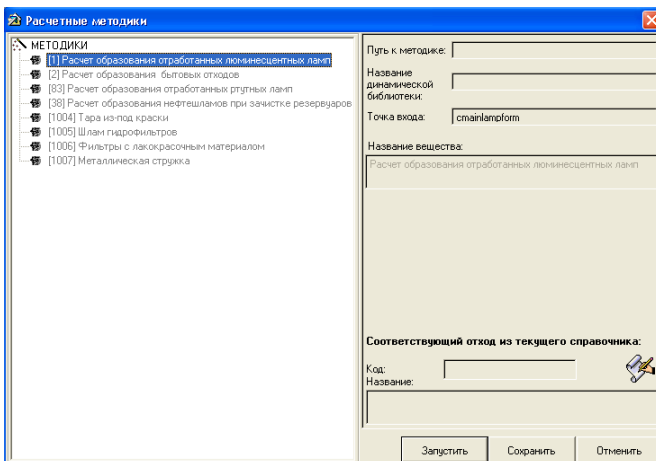 Расчетные методики
МЕТОДИКИ
[1] Расчет образования отработанных люминесцентных ламп
[2] Расчет образования бытовых отходов
[83] Расчет образования отработанных ртутных ламп
[38] Расчет образования нефтешламов при зачистке резервуаров
[1004] Тара из-под краски
[1005] Шлам гидрофильтров
[1006] Фильтры с лакокрасочным материалом
[1007] Металлическая стружка
Путь к методике:
Название
динамической
библиотеки:
Точка входа: cmainlampform
Название вещества:
Расчет образования отработанных люминесцентных ламп
Соответствующий отход из текущего справочника:
Код:
Название:
Запустить Сохранить Отменить